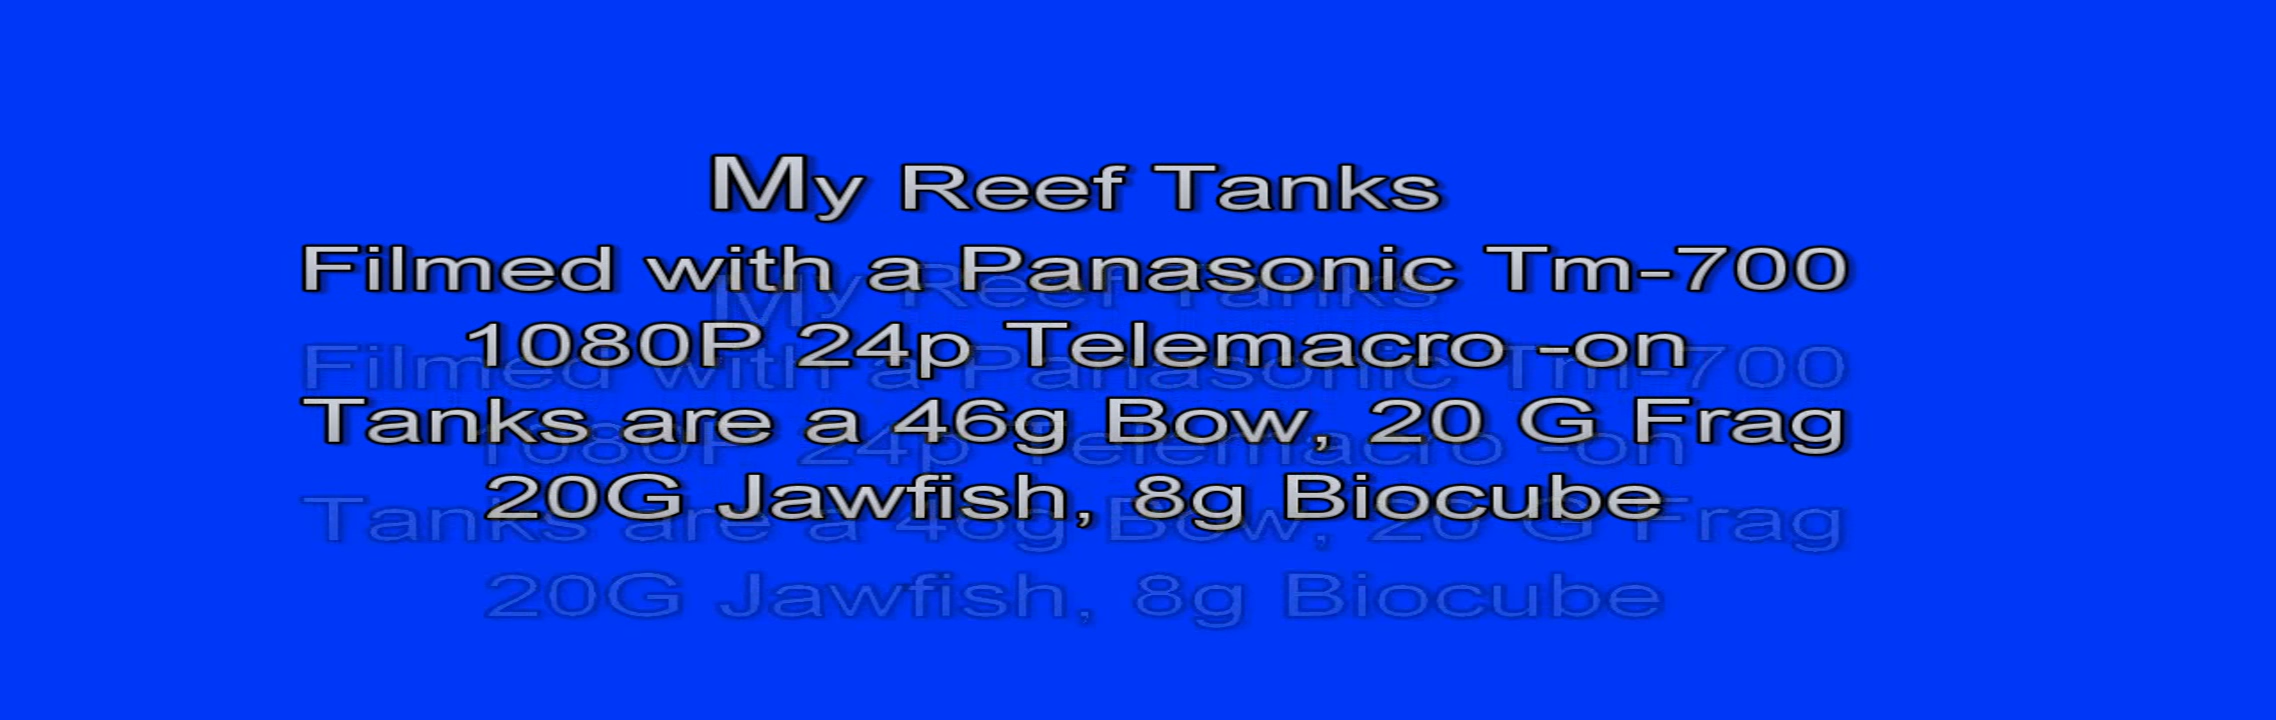 My Reef Tanks
Filmed with a Panasonic Tm-700
1080P 24p Telemacro -on
Tanks are a 46g Bow, 20 G Frag
20G Jawfish, 8g Biocube